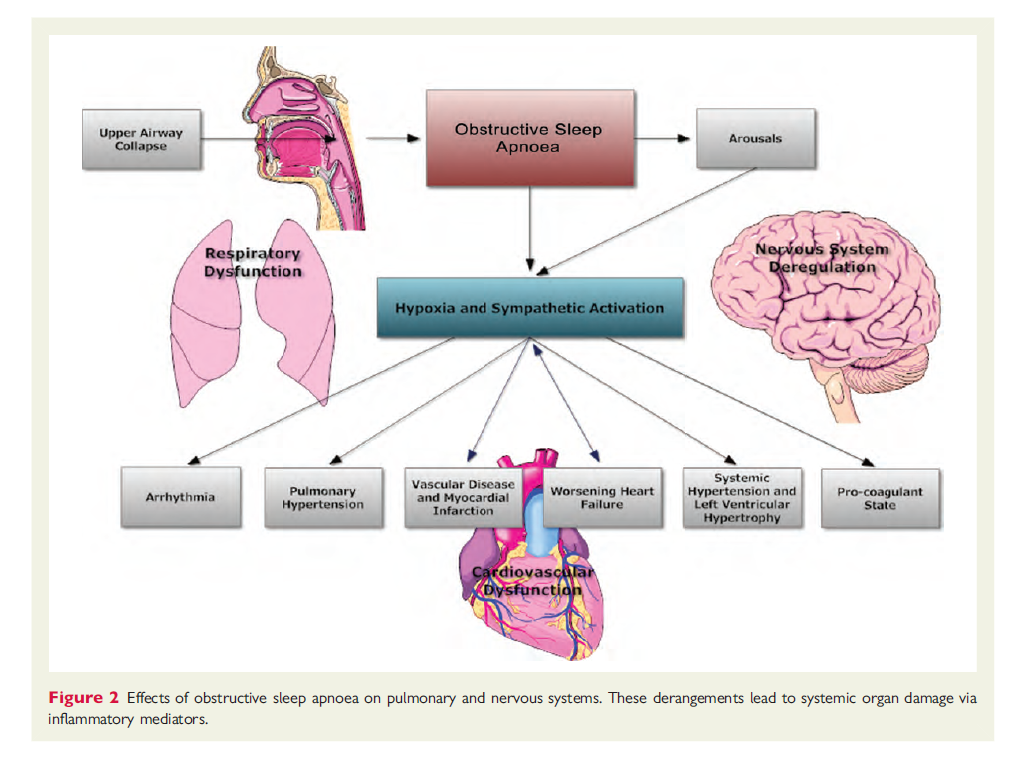 Upper Airway
Collapse
Obstructive Sleep
Apnoea
Arousals
Respiratory
Dysfunction
Nervous System
Deregulation
Hypoxia and Sympathetic Activation
Arrhythmia
Pulmonary
Hypertension
Vascular Disease
and Myocardial
Infarction
Worsening Heart
Failure
Systemic
Hypertension and
Left Ventricular
Hypertrophy
Pro-coagulant
State
Cardiovascular
Dysfunction
Figure 2 Effects of obstructive sleep apnoea on pulmonary and nervous systems. These derangements lead to systemic organ damage via
inflammatory mediators.